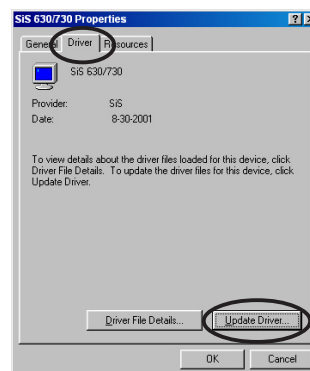 SiS 630/730 Properties
General Driver Resources
SiS 630/730
Provider: SiS
Date: 8-30-2001
To view details about the driver files loaded for this device, click
Driver File Details. To update the driver files for this device, click
Update Driver.
Driver File Details... Update Driver...
OK Cancel